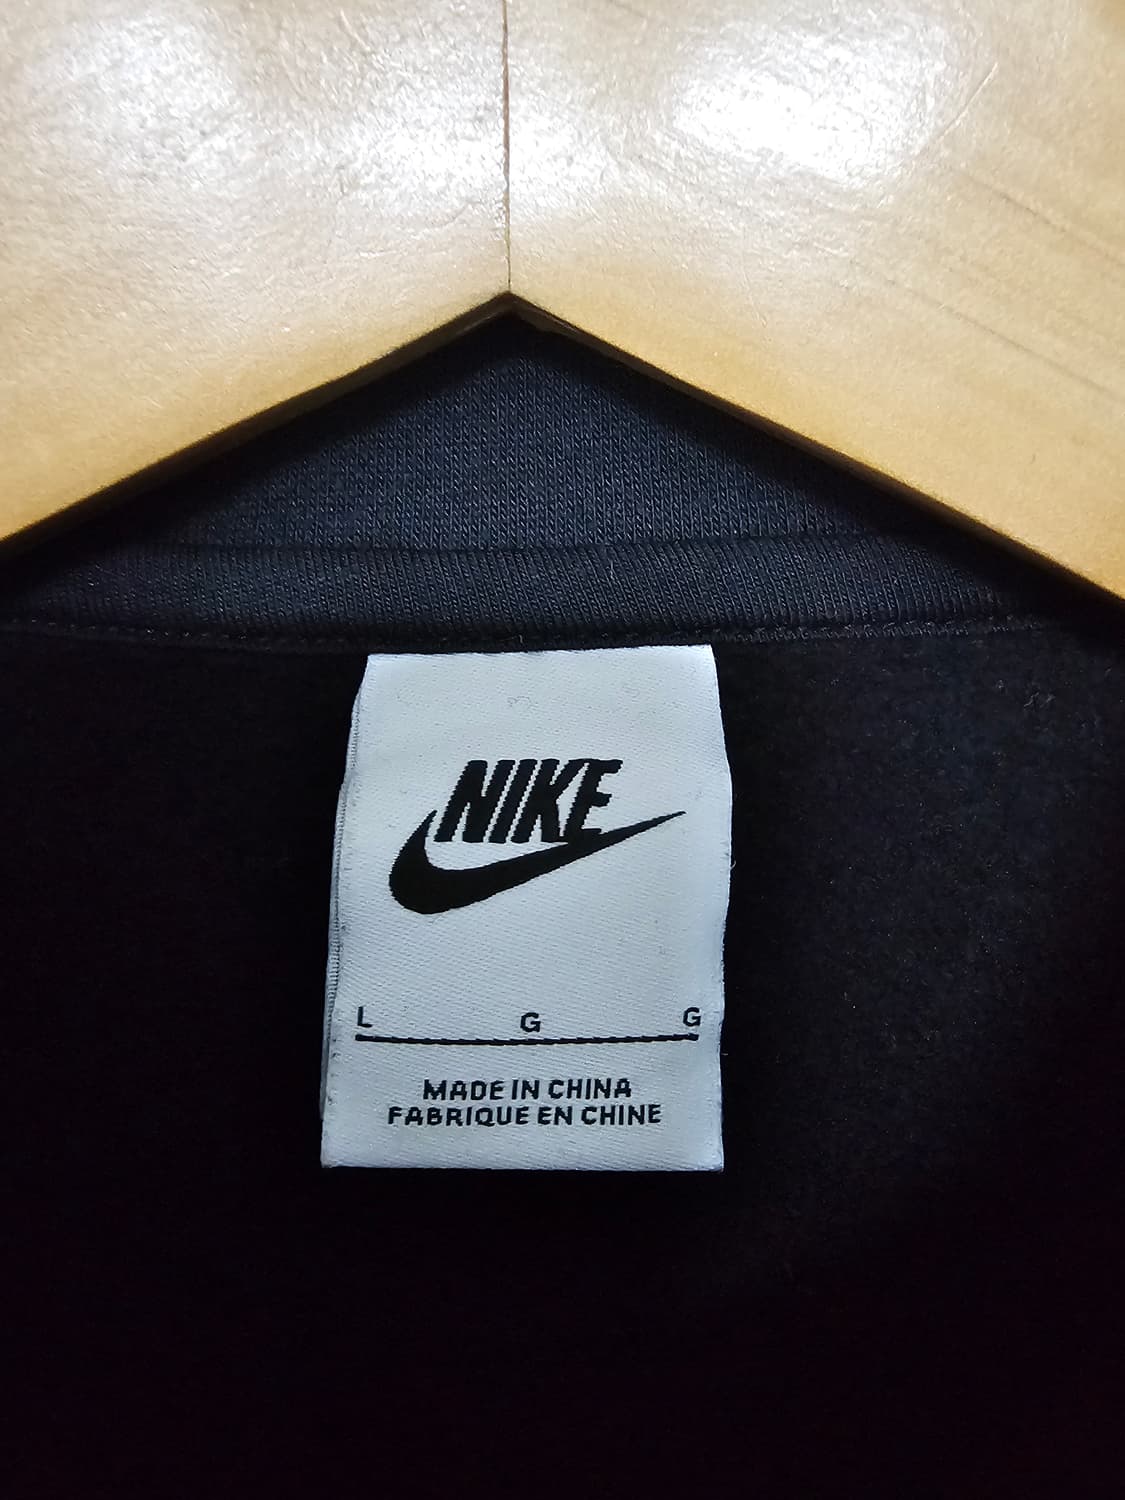 NIKE
L G G
MADE IN CHINA
FABRIQUE EN CHINE